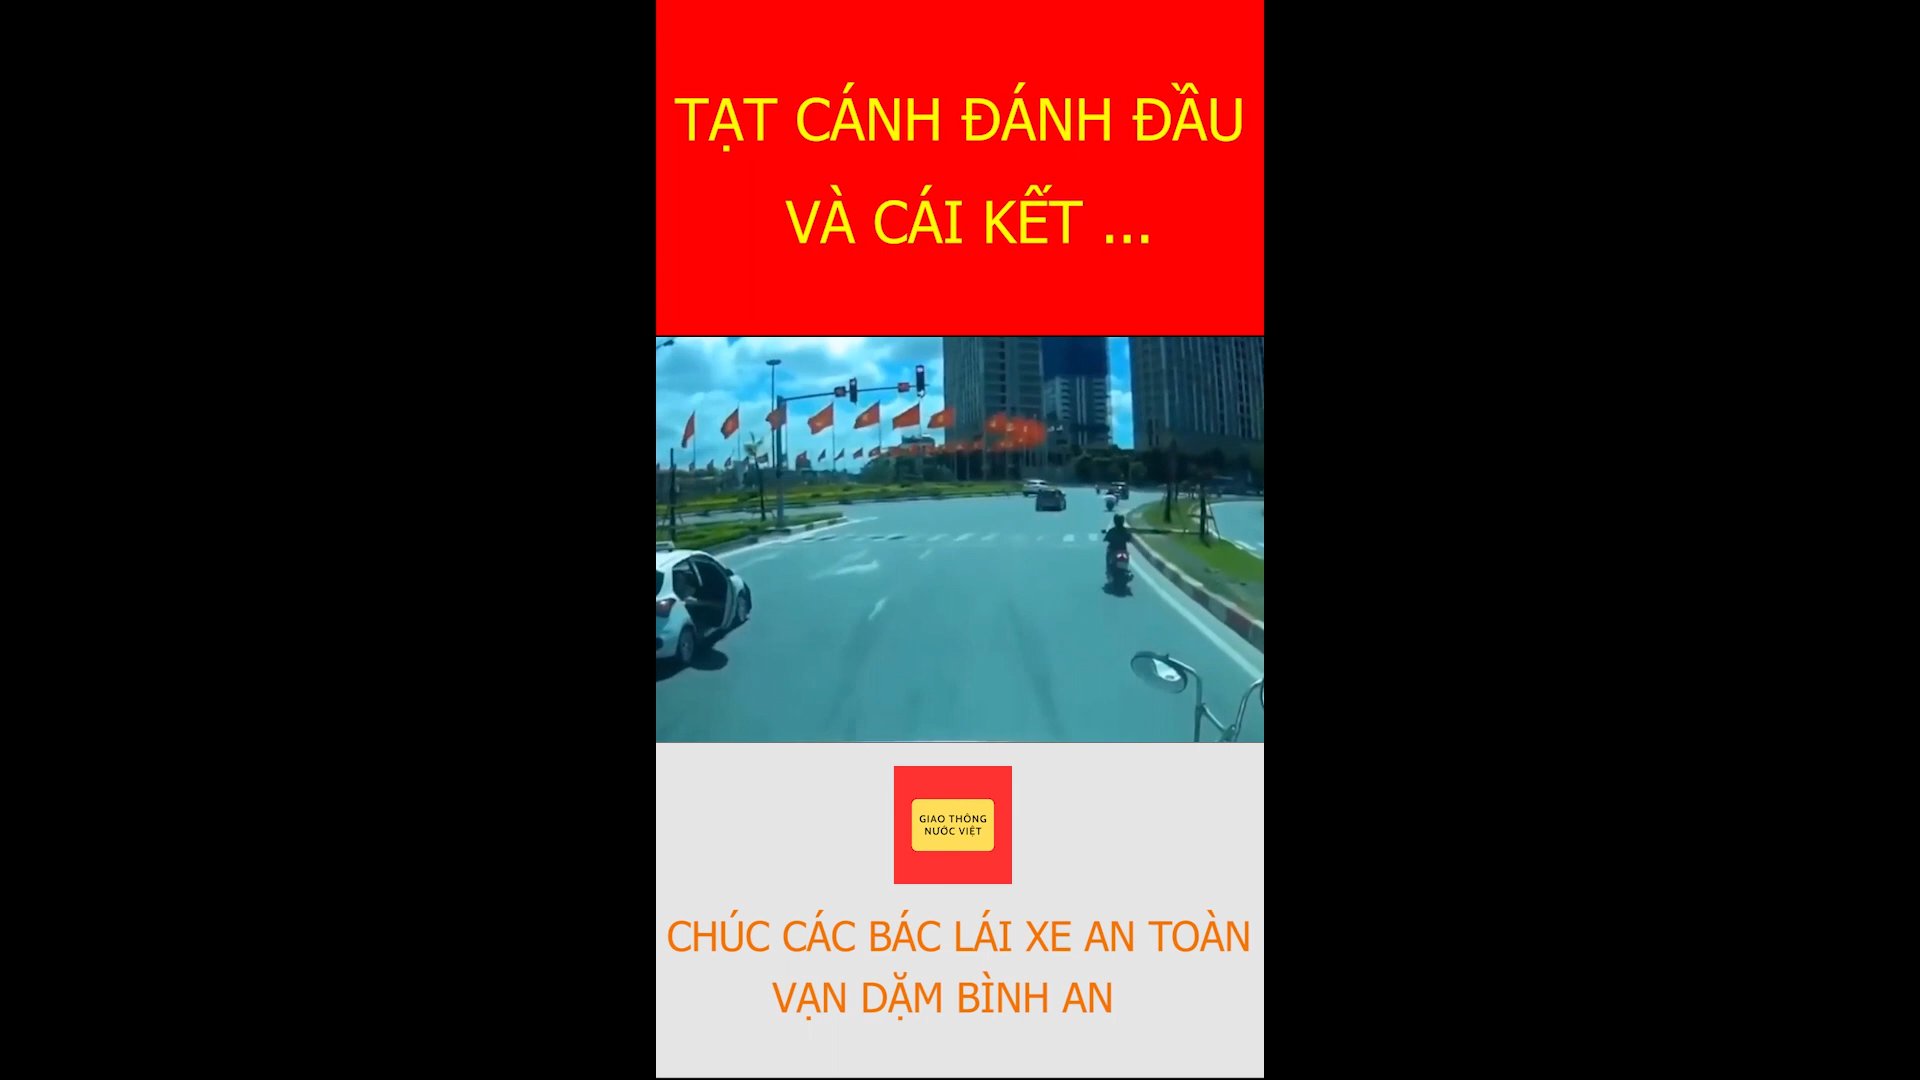 TẠT CÁNH ĐÁNH ĐẦU
VÀ CÁI KẾT ...
GIAO THÔNG
NƯỚC VIỆT
CHÚC CÁC BÁC LÁI XE AN TOÀN
VẠN DẶM BÌNH AN